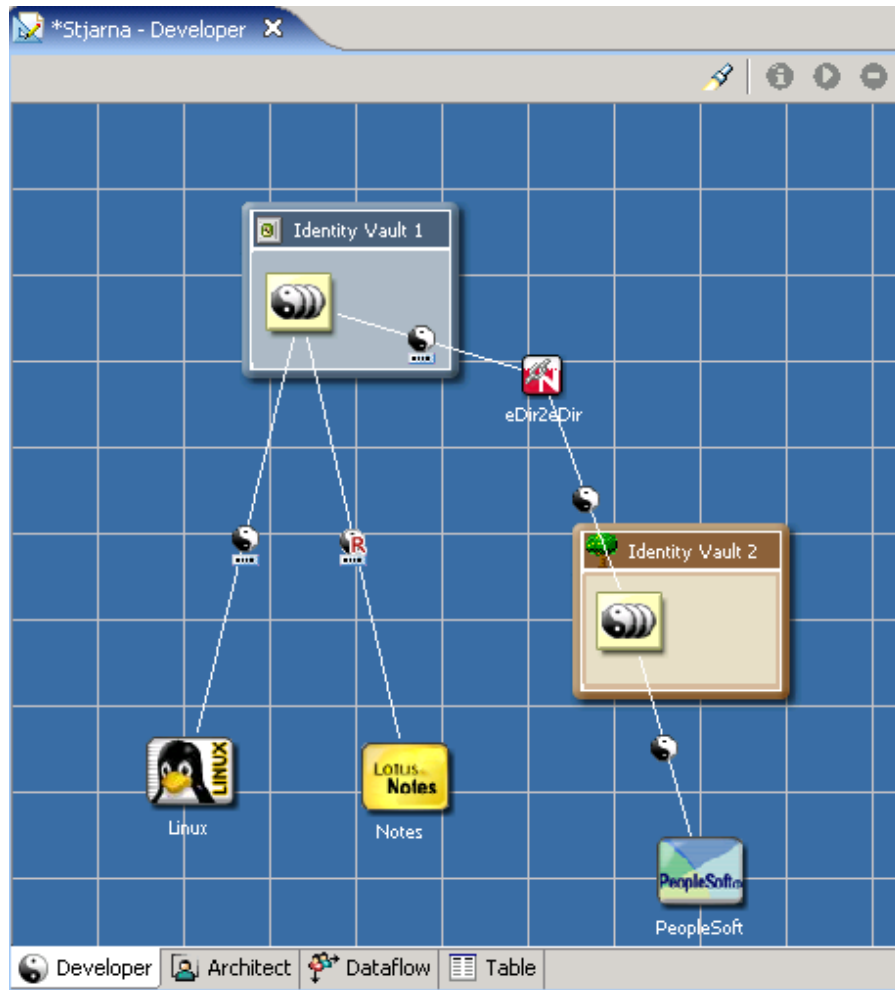 *Stjarna - Developer
Identity Vault 1
N
eDir2eDir
R
Identity Vault 2
LINUX
Lotus
Notes
Linux
Notes
PeopleSoft
PeopleSoft
Developer
Architect
Dataflow
Table